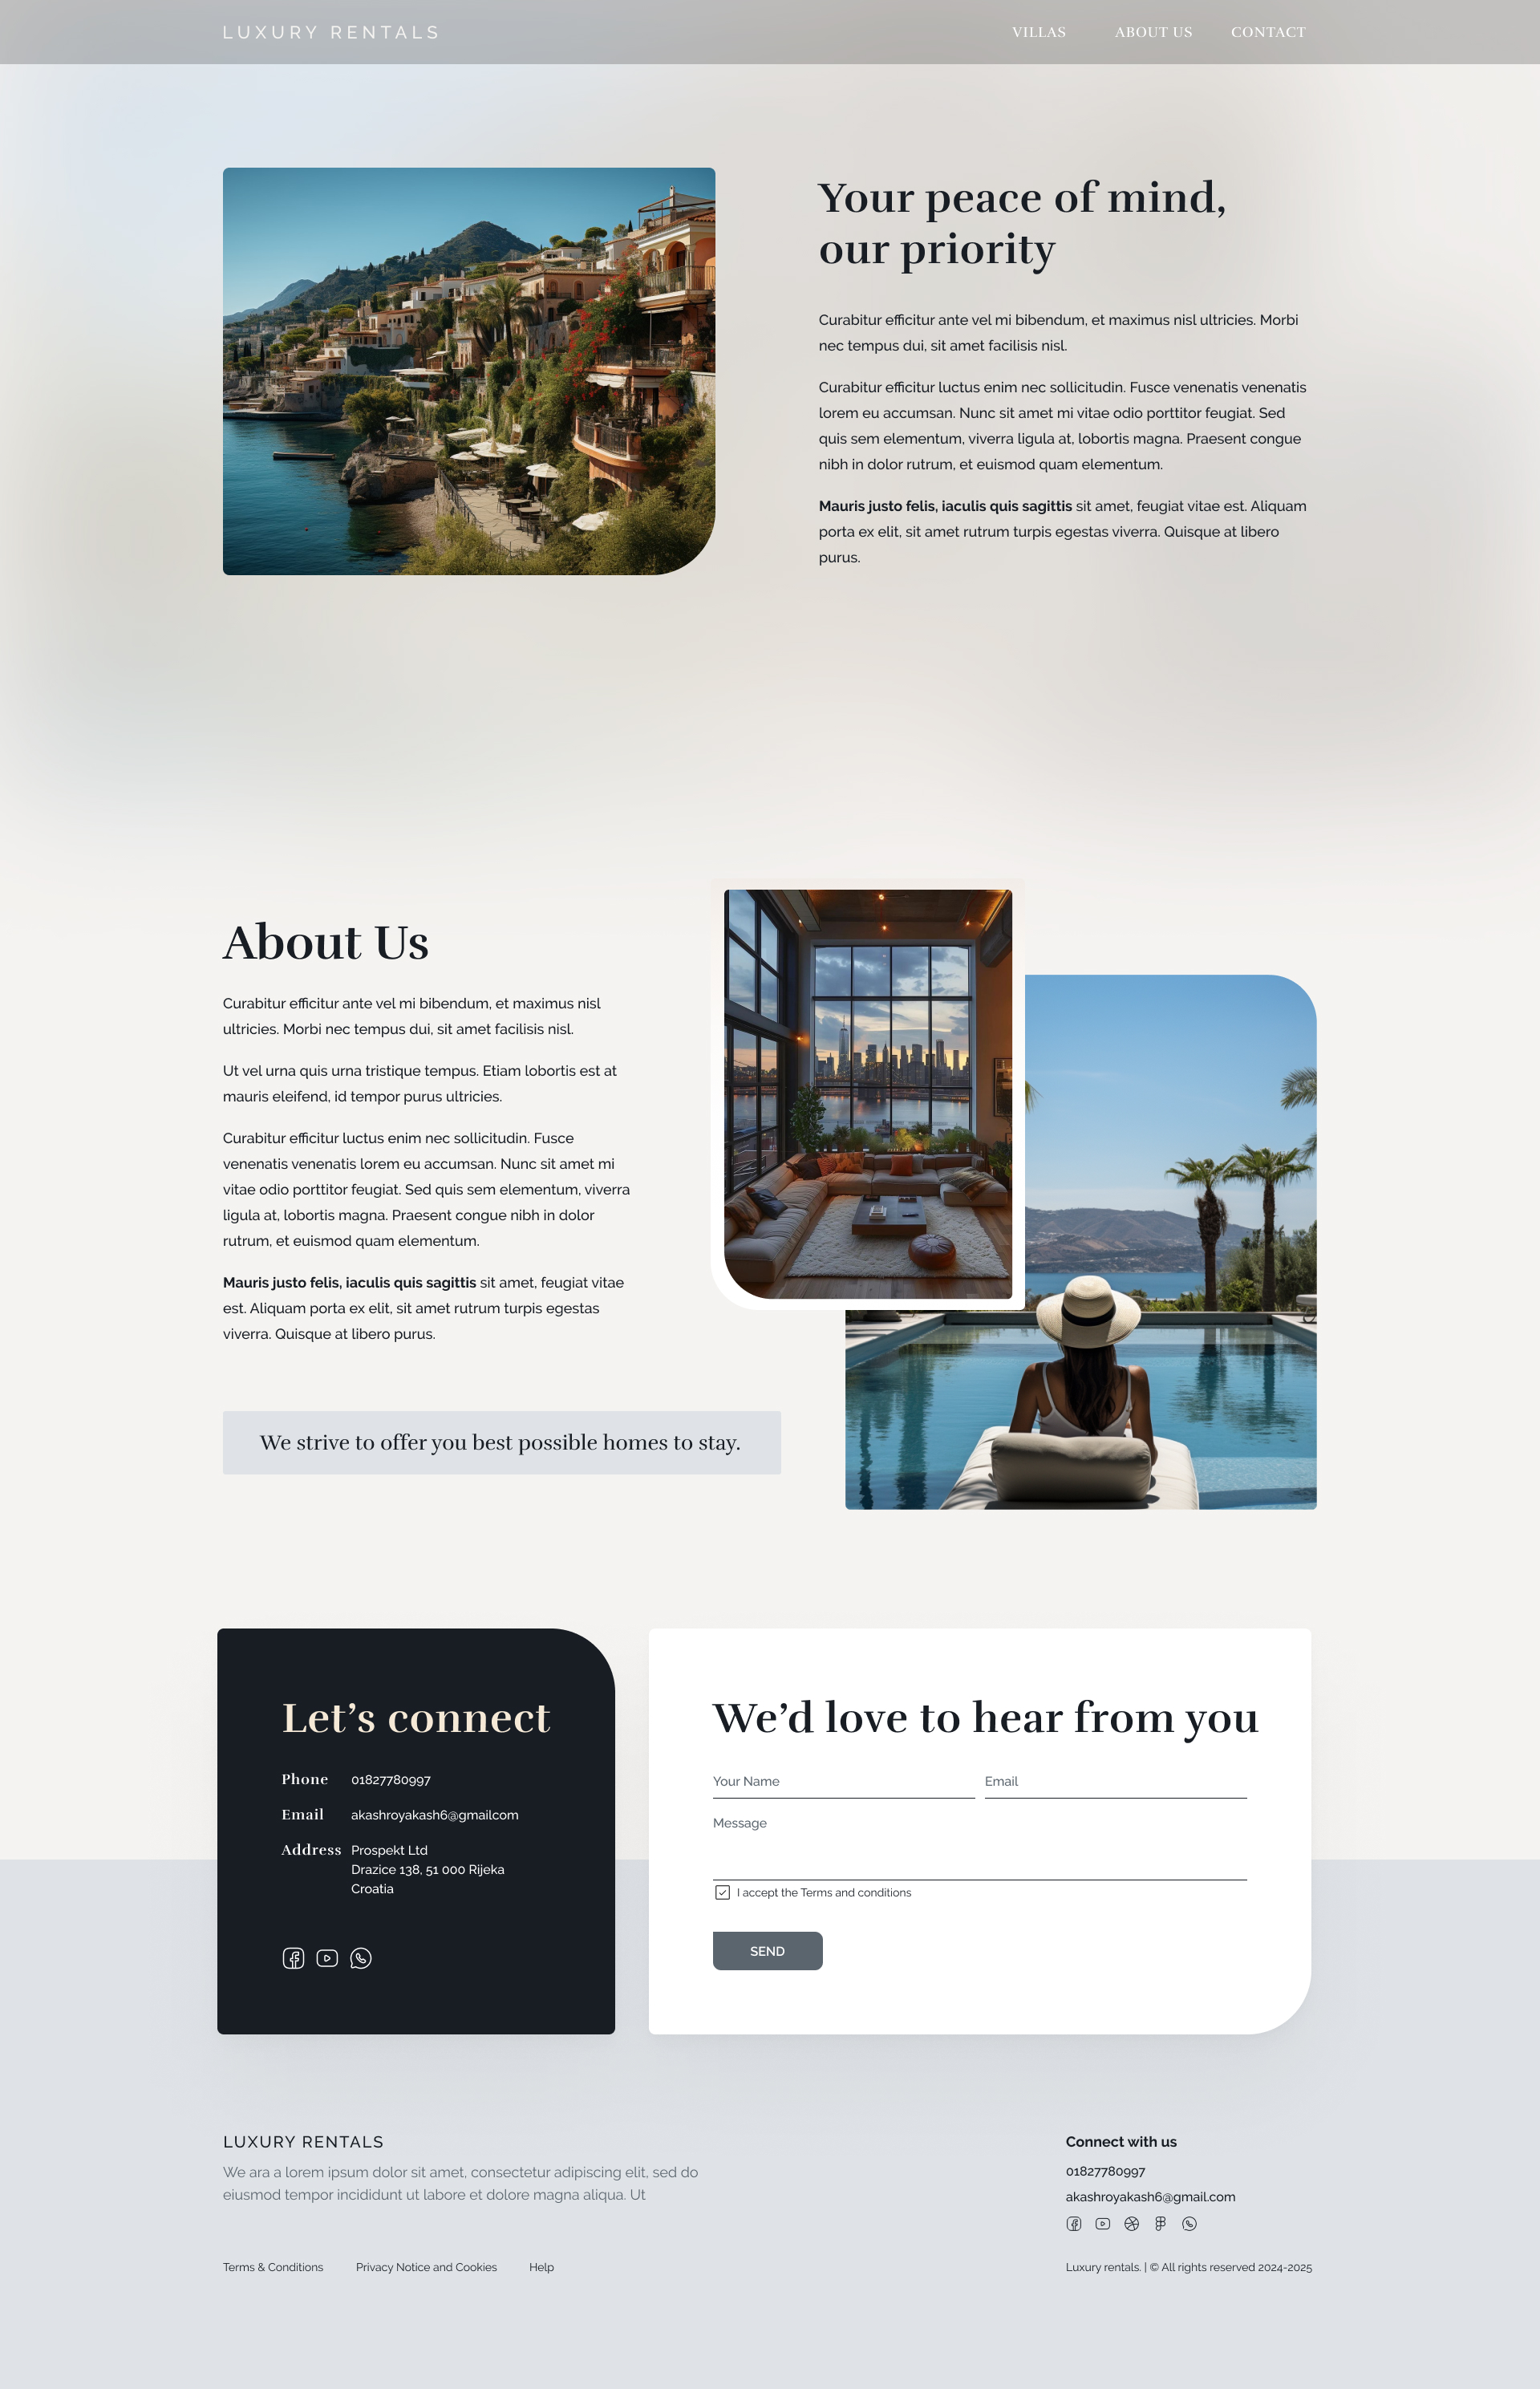 LUXURY RENTALS
VILLAS
ABOUT US
CONTACT
Your peace of mind,
our priority
Curabitur efficitur ante vel mi bibendum, et maximus nisl ultricies. Morbi
nec tempus dui, sit amet facilisis nisl.
Curabitur efficitur luctus enim nec sollicitudin. Fusce venenatis venenatis
lorem eu accumsan. Nunc sit amet mi vitae odio porttitor feugiat. Sed
quis sem elementum, viverra ligula at, lobortis magna. Praesent congue
nibh in dolor rutrum, et euismod quam elementum.
Mauris justo felis, iaculis quis sagittis sit amet, feugiat vitae est. Aliquam
porta ex elit, sit amet rutrum turpis egestas viverra. Quisque at libero
purus.
About Us
Curabitur efficitur ante vel mi bibendum, et maximus nisl
ultricies. Morbi nec tempus dui, sit amet facilisis nisl.
Ut vel urna quis urna tristique tempus. Etiam lobortis est at
mauris eleifend, id tempor purus ultricies.
Curabitur efficitur luctus enim nec sollicitudin. Fusce
venenatis venenatis lorem eu accumsan. Nunc sit amet mi
vitae odio porttitor feugiat. Sed quis sem elementum, viverra
ligula at, lobortis magna. Praesent congue nibh in dolor
rutrum, et euismod quam elementum.
Mauris justo felis, iaculis quis sagittis sit amet, feugiat vitae
est. Aliquam porta ex elit, sit amet rutrum turpis egestas
viverra. Quisque at libero purus.
We strive to offer you best possible homes to stay.
Let's connect
Phone 01827780997
Email akashroyakash6@gmailcom
Address Prospekt Ltd
Drazice 138, 51 000 Rijeka
Croatia
We'd love to hear from you
Your Name
Email
Message
I accept the Terms and conditions
SEND
LUXURY RENTALS
We ara a lorem ipsum dolor sit amet, consectetur adipiscing elit, sed do
eiusmod tempor incididunt ut labore et dolore magna aliqua. Ut
Connect with us
01827780997
akashroyakash6@gmail.com
Terms & Conditions
Privacy Notice and Cookies
Help
Luxury rentals. | © All rights reserved 2024-2025